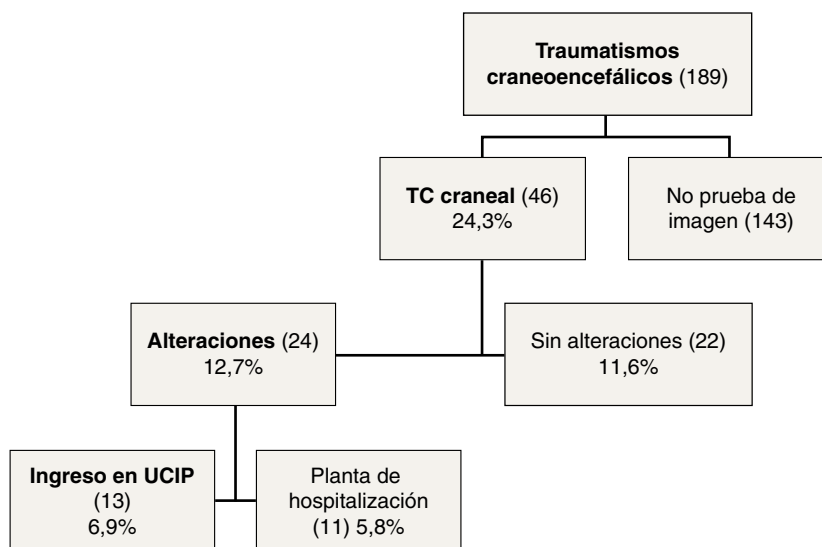 Traumatismos
craneoencefálicos (189)
TC craneal (46)
24,3%
No prueba de
imagen (143)
Alteraciones (24)
12,7%
Sin alteraciones (22)
11,6%
Ingreso en UCIP
(13)
6,9%
Planta de
hospitalización
(11) 5,8%